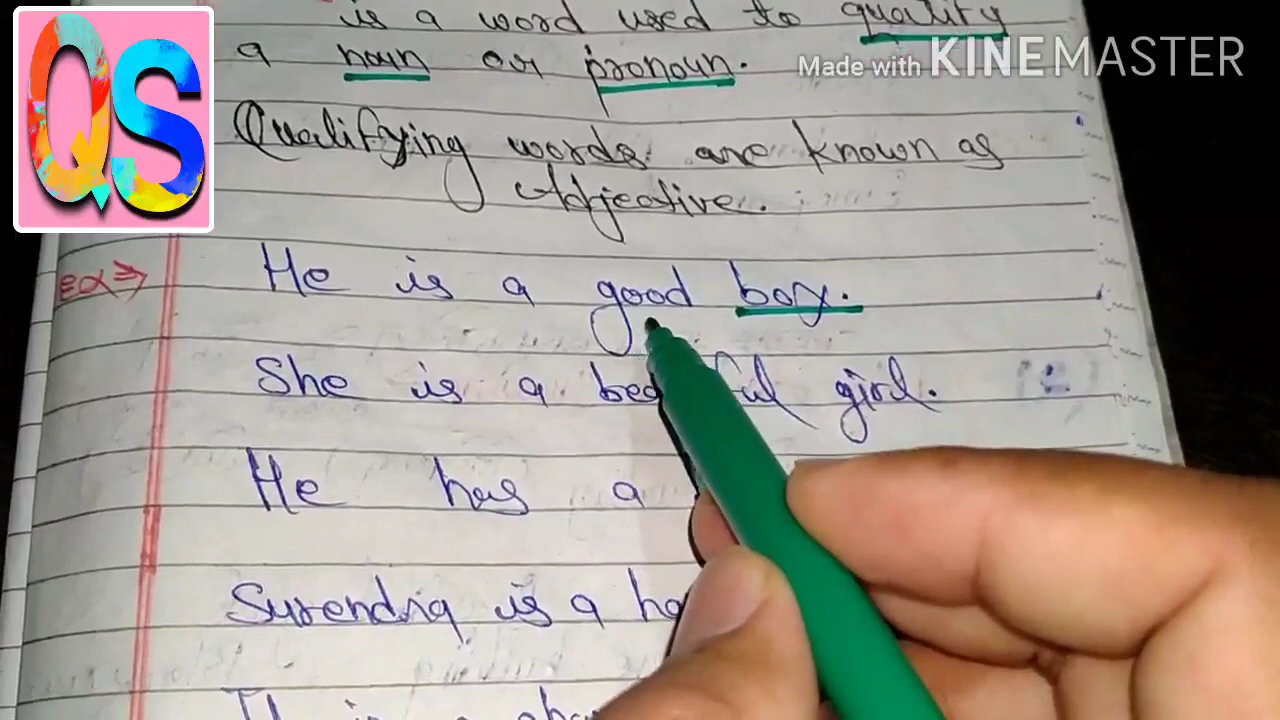 is a word used to quality
a noun or pronoun.
Made with KINEMASTER
QS
Qualifying words are known as
Adjective.
ex ⇒ He is a good boy.
She is a girl.
He has a
Surendra is a